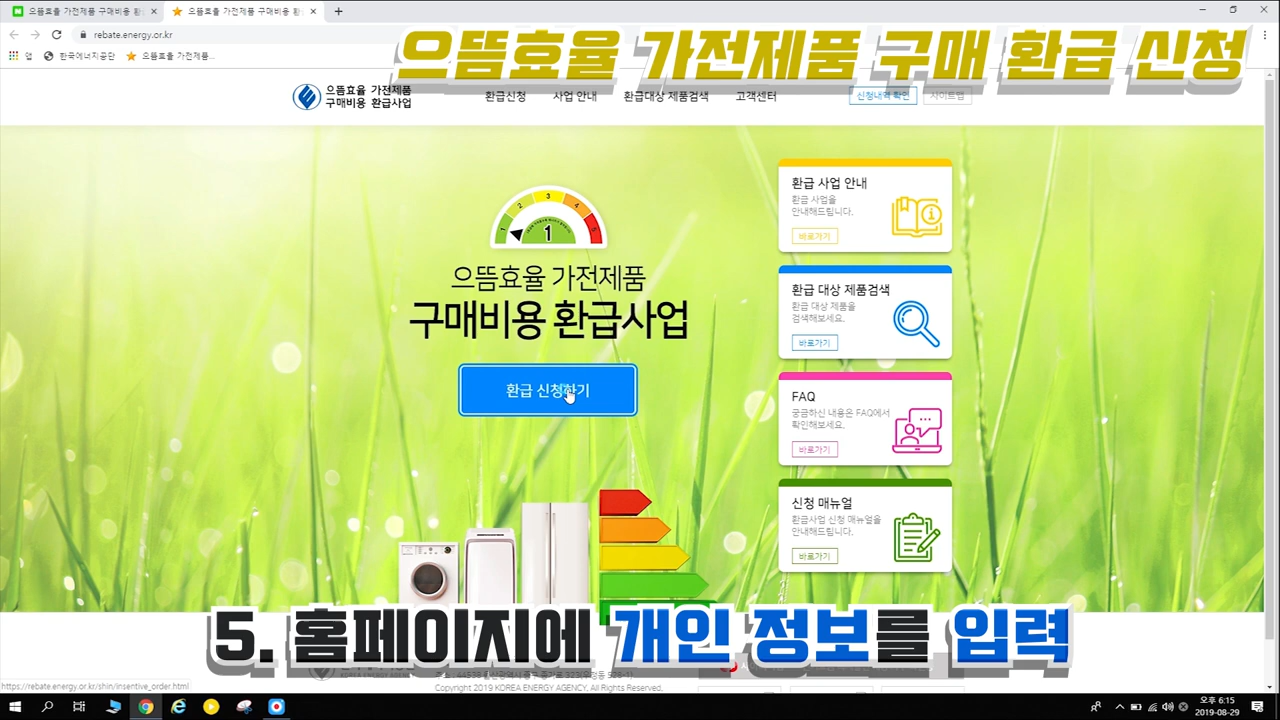 으뜸효율 가전제품 구매비용 환
으뜸효율 가전제품 구매비용 환
rebate.energy.or.kr
앱
한국에너지공단
으뜸효율 가전제품...
으뜸효율 가전제품 구매 환급 신청
으뜸효율 가전제품
구매비용 환급사업
환급신청
사업 안내
환급대상 제품검색
고객센터
신청내역 확인
사이트맵
1
2
3
4
5
1
으뜸효율 가전제품
구매비용 환급사업
환급 신청하기
환급 사업 안내
환급 사업을
안내해드립니다.
바로가기
환급 대상 제품검색
환급 대상 제품을
검색해보세요.
바로가기
FAQ
궁금하신 내용은 FAQ에서
확인해보세요.
바로가기
신청 매뉴얼
환급사업 신청 매뉴얼을
안내해드립니다.
바로가기
5. 홈페이지에 개인 정보를 입력
KOREA ENERGY AGENCY
Copyright 2019 KOREA ENERGY AGENCY, All Rights Reserved.
https://rebate.energy.or.kr/shin/insentive_order.html
오후 6:15
2019-08-29